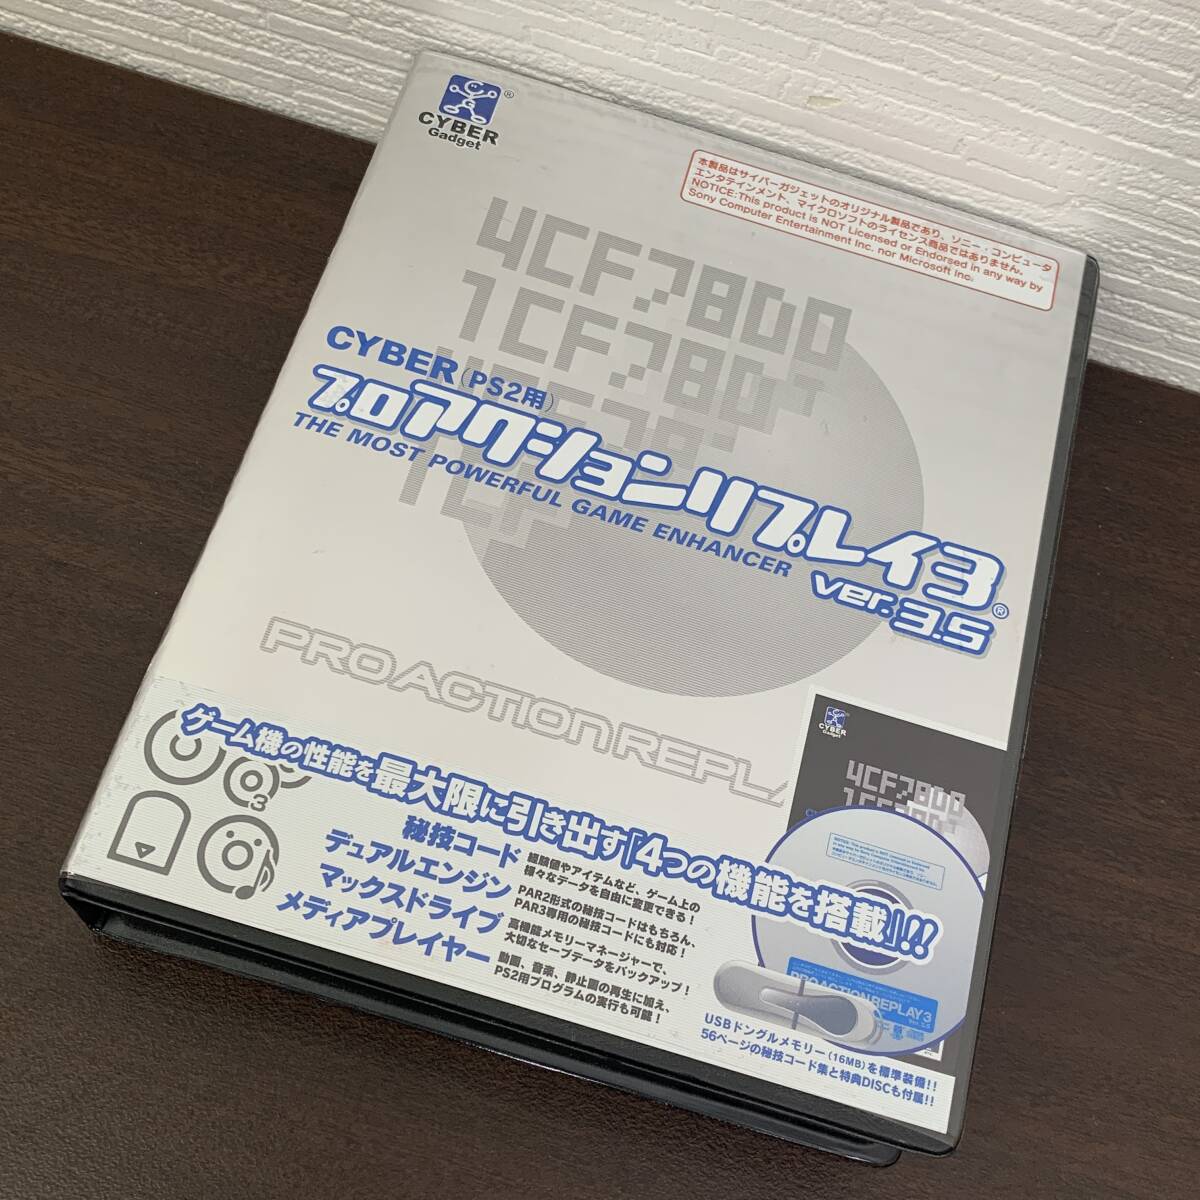 CYBER
Gadget
®
本製品はサイバーガジェットのオリジナル製品であり、ソニー・コンピュータ
エンタテインメント、マイクロソフトのライセンス商品ではありません。
NOTICE:This product is NOT Licensed or Endorsed in any way by
Sony Computer Entertainment Inc. nor Microsoft Inc.
4CF7800
1CF780
CYBER(PS2用)
プロアクションリプレイ3®
THE MOST POWERFUL GAME ENHANCER
ver.3.5
PRO ACTION REPLA
ゲーム機の性能を最大限に引き出す「4つの機能を搭載」!!
秘技コード
経験値やアイテムなど、ゲーム上の
様々なデータを自由に変更できる!
デュアルエンジン
PAR2形式の秘技コードはもちろん、
PAR3専用の秘技コードにも対応!
マックスドライブ
高機能メモリーマネージャーで、
大切なセーブデータをバックアップ!
メディアプレイヤー
動画、音楽、静止画の再生に加え、
PS2用プログラムの実行も可能!
3
CYBER
Gadget
4CF7800
PRO ACTION REPLAY 3
Ver. 3.5
USBドングルメモリー(16MB)を標準装備!!
56ページの秘技コード集と特典DISCも付属!!